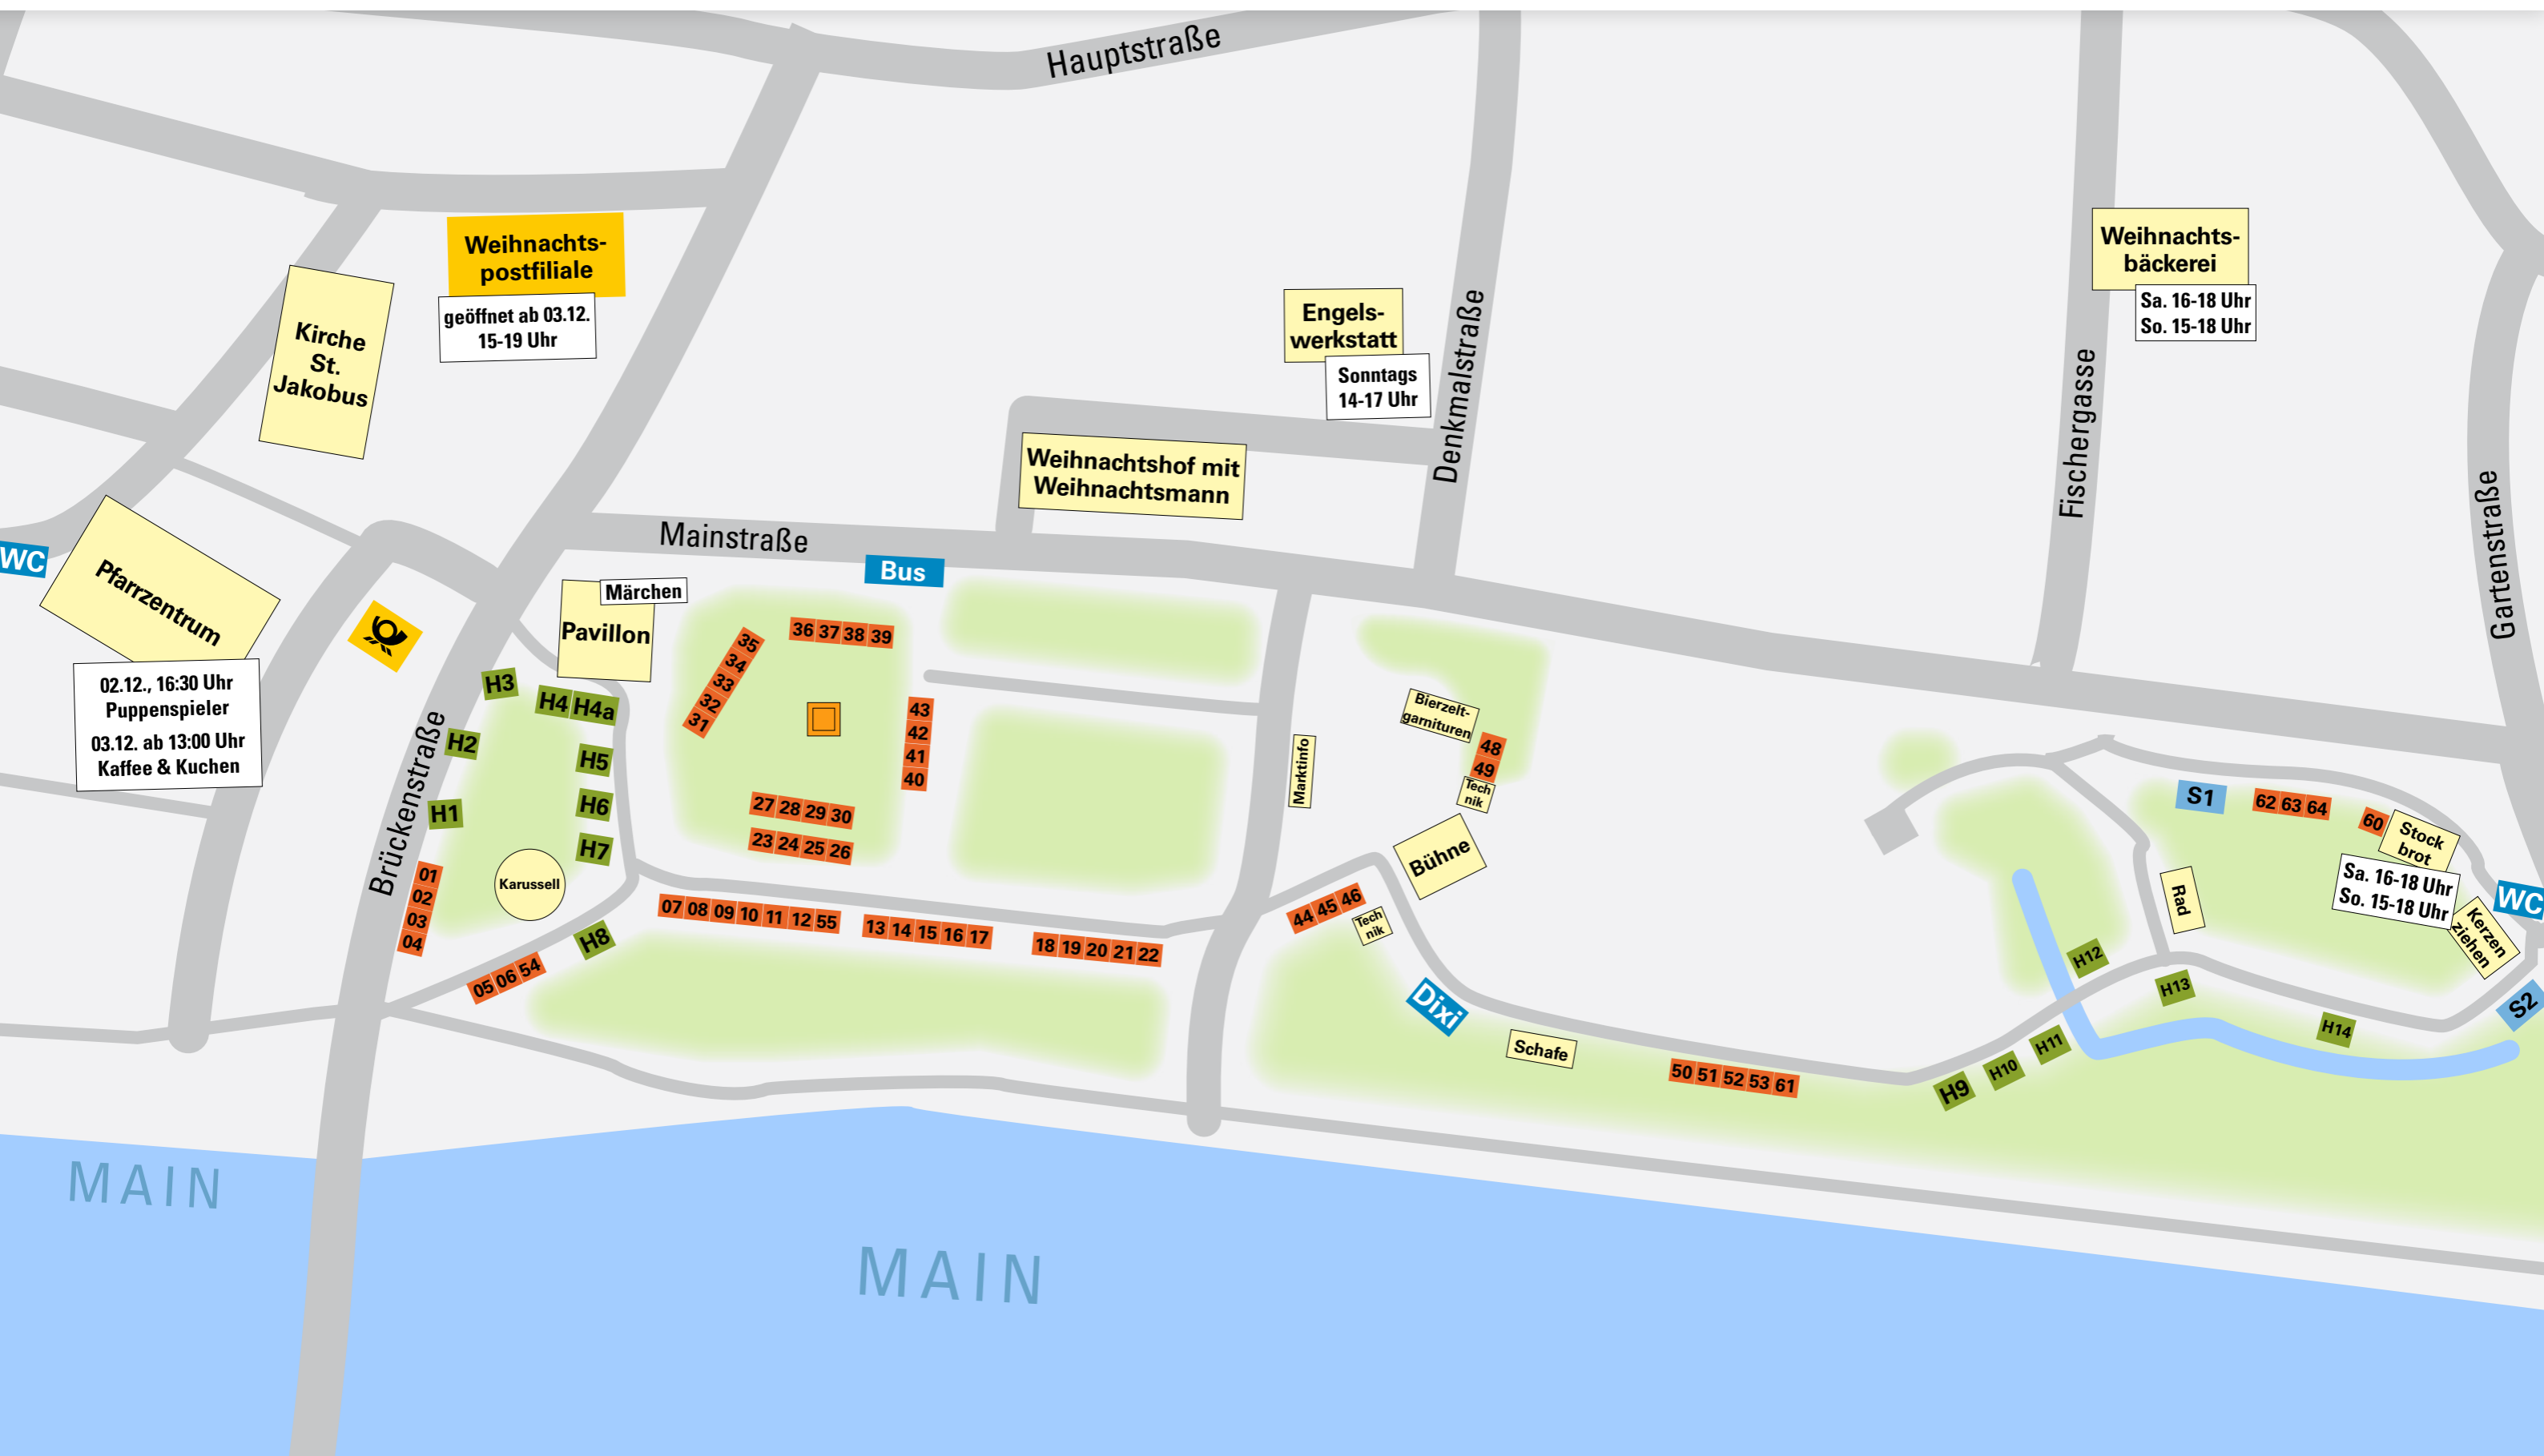 Hauptstraße
Weihnachts-
postfiliale
geöffnet ab 03.12.
15-19 Uhr
Kirche
St.
Jakobus
Engels-
werkstatt
Sonntags
14-17 Uhr
Denkmalstraße
Weihnachts-
bäckerei
Sa. 16-18 Uhr
So. 15-18 Uhr
Fischergasse
Gartenstraße
Weihnachtshof mit
Weihnachtsmann
Mainstraße
Bus
WC
Pfarrzentrum
02.12., 16:30 Uhr
Puppenspieler
03.12. ab 13:00 Uhr
Kaffee & Kuchen
Märchen
Pavillon
Brückenstraße
H3
H4 H4a
H2
H5
H1
H6
H7
Karussell
H8
01
02
03
04
05 06 54
35
34
33
32
31
36 37 38 39
43
42
41
40
27 28 29 30
23 24 25 26
07 08 09 10 11 12 55
13 14 15 16 17
18 19 20 21 22
Marktinfo
Bierzelt-
garnituren
48
49
Tech
nik
Bühne
44 45 46
Tech
nik
Dixi
Schafe
50 51 52 53 61
H9
H10
H11
H12
H13
H14
Rad
S1
62 63 64
60
Stock
brot
Sa. 16-18 Uhr
So. 15-18 Uhr
WC
Kerzen
ziehen
S2
MAIN
MAIN